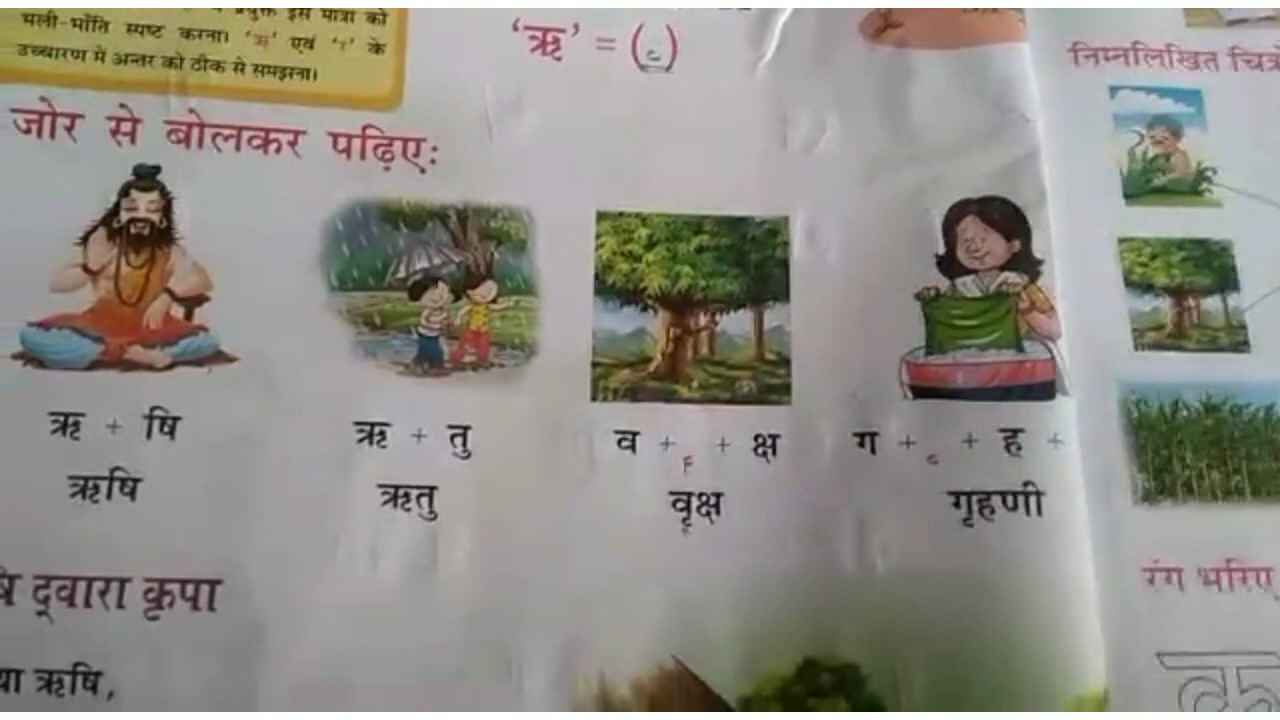 भली-भाँति स्पष्ट करना। 'ऋ' एवं 'र' के
उच्चारण में अन्तर को ठीक से समझना।
'ऋ' = (ृ)
जोर से बोलकर पढ़िए:
ऋ + षि
ऋषि
ऋ + तु
ऋतु
व + ृ + क्ष
वृक्ष
ग + ृ + ह +
गृहणी
द्वारा कृपा
ऋषि,
निम्नलिखित
रंग भरिए
क